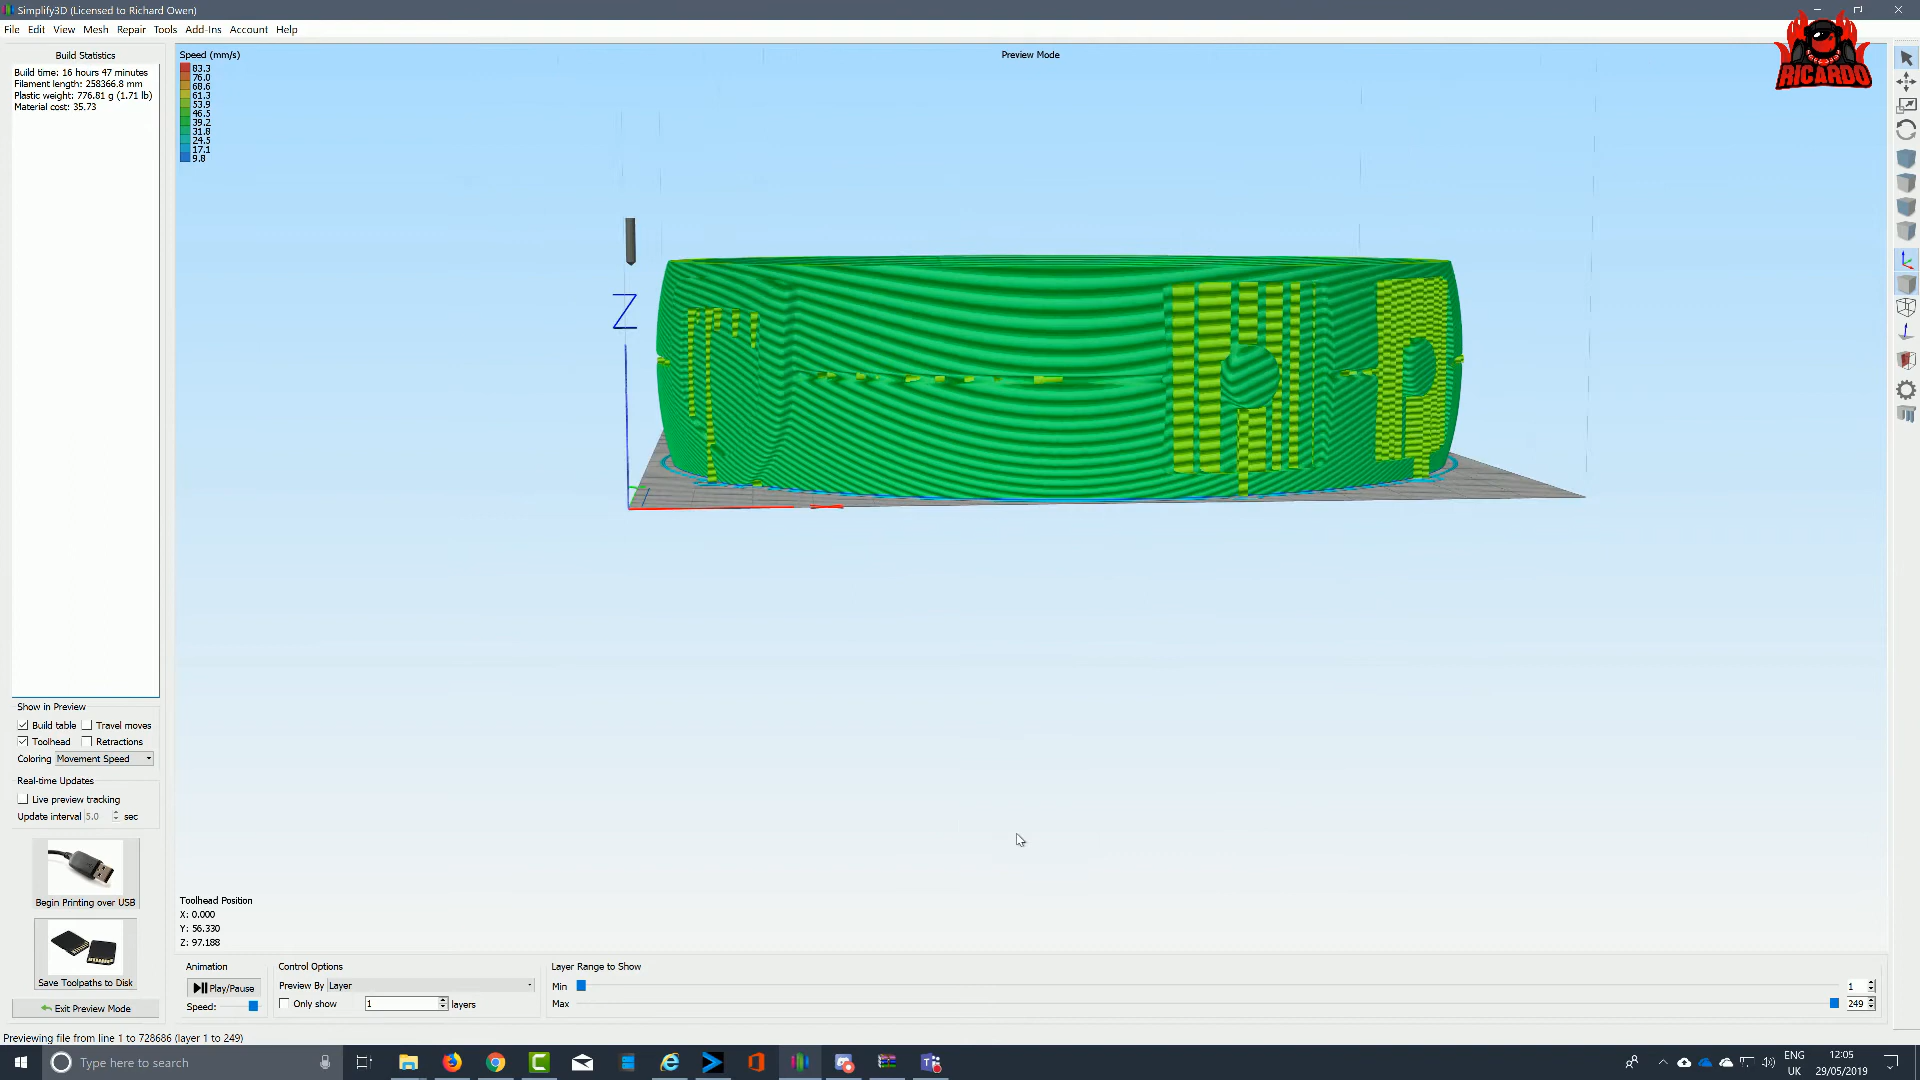 Simplify3D (Licensed to Richard Owen)
File Edit View Mesh Repair Tools Add-Ins Account Help
Build Statistics
Build time: 16 hours 47 minutes
Filament length: 258366.8 mm
Plastic weight: 776.81 g (1.71 lb)
Material cost: 35.73
Speed (mm/s)
83.3
76.0
68.6
61.3
53.9
46.5
39.2
31.8
24.5
17.1
9.8
Preview Mode
RICARDO
Z
Show in Preview
Build table Travel moves
Toolhead Retractions
Coloring Movement Speed
Real-time Updates
Live preview tracking
Update interval 5.0 sec
Begin Printing over USB
Save Toolpaths to Disk
Exit Preview Mode
Toolhead Position
X: 0.000
Y: 56.330
Z: 97.188
Animation
Play/Pause
Speed:
Control Options
Preview By Layer
Only show 1 layers
Layer Range to Show
Min 1
Max 249
Previewing file from line 1 to 728686 (layer 1 to 249)
Type here to search
ENG
UK
12:05
29/05/2019